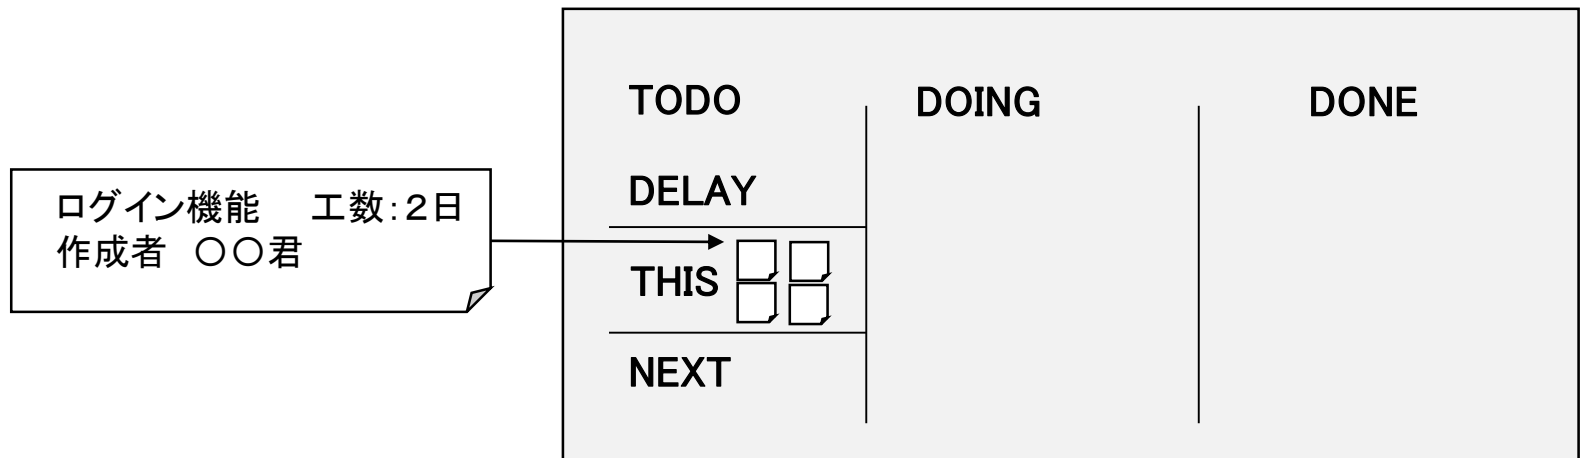 TODO
DOING
DONE
DELAY
ログイン機能　工数:２日
作成者　〇〇君
THIS
NEXT